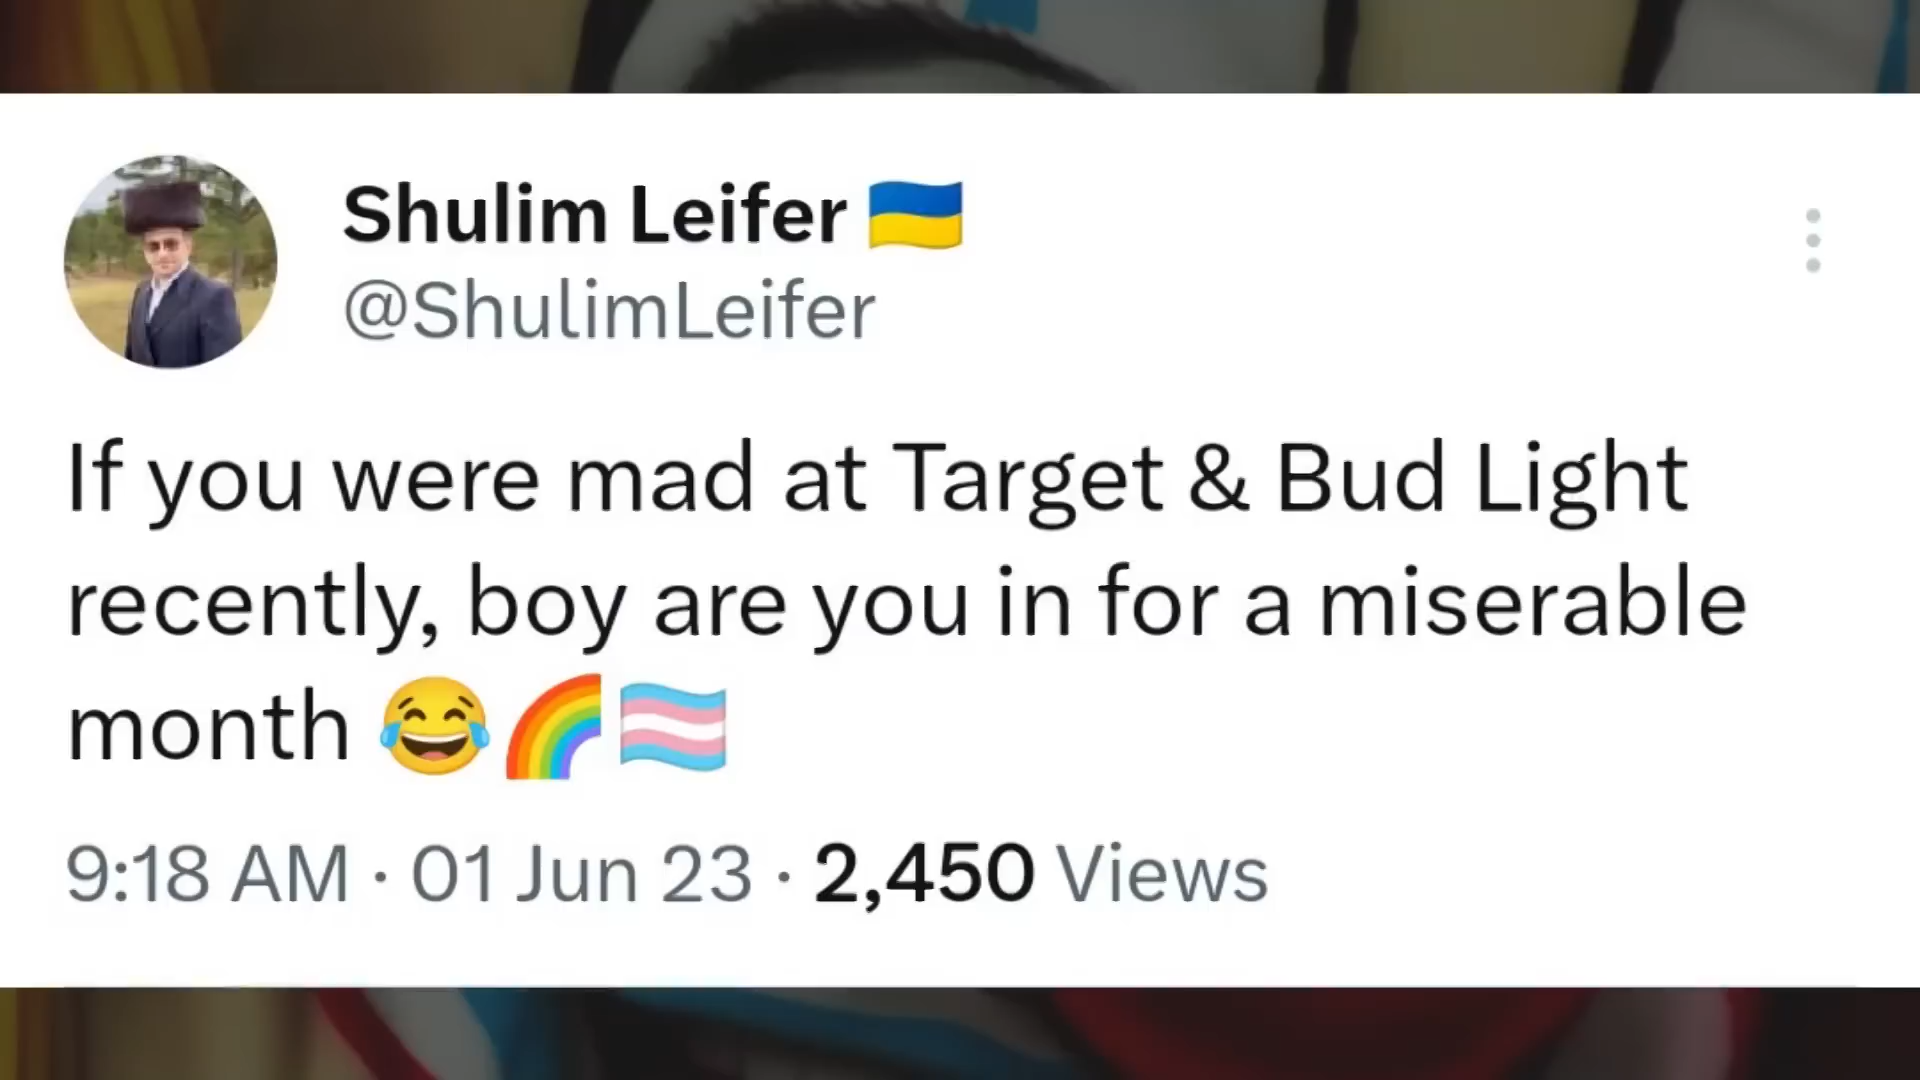 Shulim Leifer 🇺🇦
@ShulimLeifer
If you were mad at Target & Bud Light
recently, boy are you in for a miserable
month 😂🌈🏳️‍⚧️
9:18 AM · 01 Jun 23 · 2,450 Views